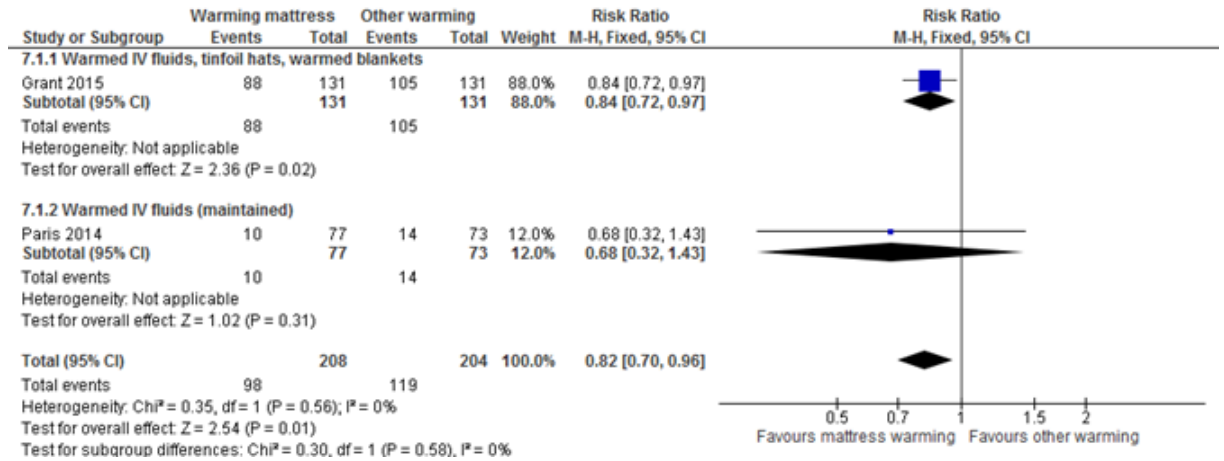 Warming mattress Other warming Risk Ratio Risk Ratio
Study or Subgroup Events Total Events Total Weight M-H, Fixed, 95% CI M-H, Fixed, 95% CI
7.1.1 Warmed IV fluids, tinfoil hats, warmed blankets
Grant 2015 88 131 105 131 88.0% 0.84 [0.72, 0.97]
Subtotal (95% CI) 131 131 88.0% 0.84 [0.72, 0.97]
Total events 88 105
Heterogeneity: Not applicable
Test for overall effect: Z = 2.36 (P = 0.02)
7.1.2 Warmed IV fluids (maintained)
Paris 2014 10 77 14 73 12.0% 0.68 [0.32, 1.43]
Subtotal (95% CI) 77 73 12.0% 0.68 [0.32, 1.43]
Total events 10 14
Heterogeneity: Not applicable
Test for overall effect: Z = 1.02 (P = 0.31)
Total (95% CI) 208 204 100.0% 0.82 [0.70, 0.96]
Total events 98 119
Heterogeneity: Chi² = 0.35, df = 1 (P = 0.56); I² = 0%
Test for overall effect: Z = 2.54 (P = 0.01)
Test for subgroup differences: Chi² = 0.30, df = 1 (P = 0.58), I² = 0%
0.5 0.7 1 1.5 2
Favours mattress warming Favours other warming